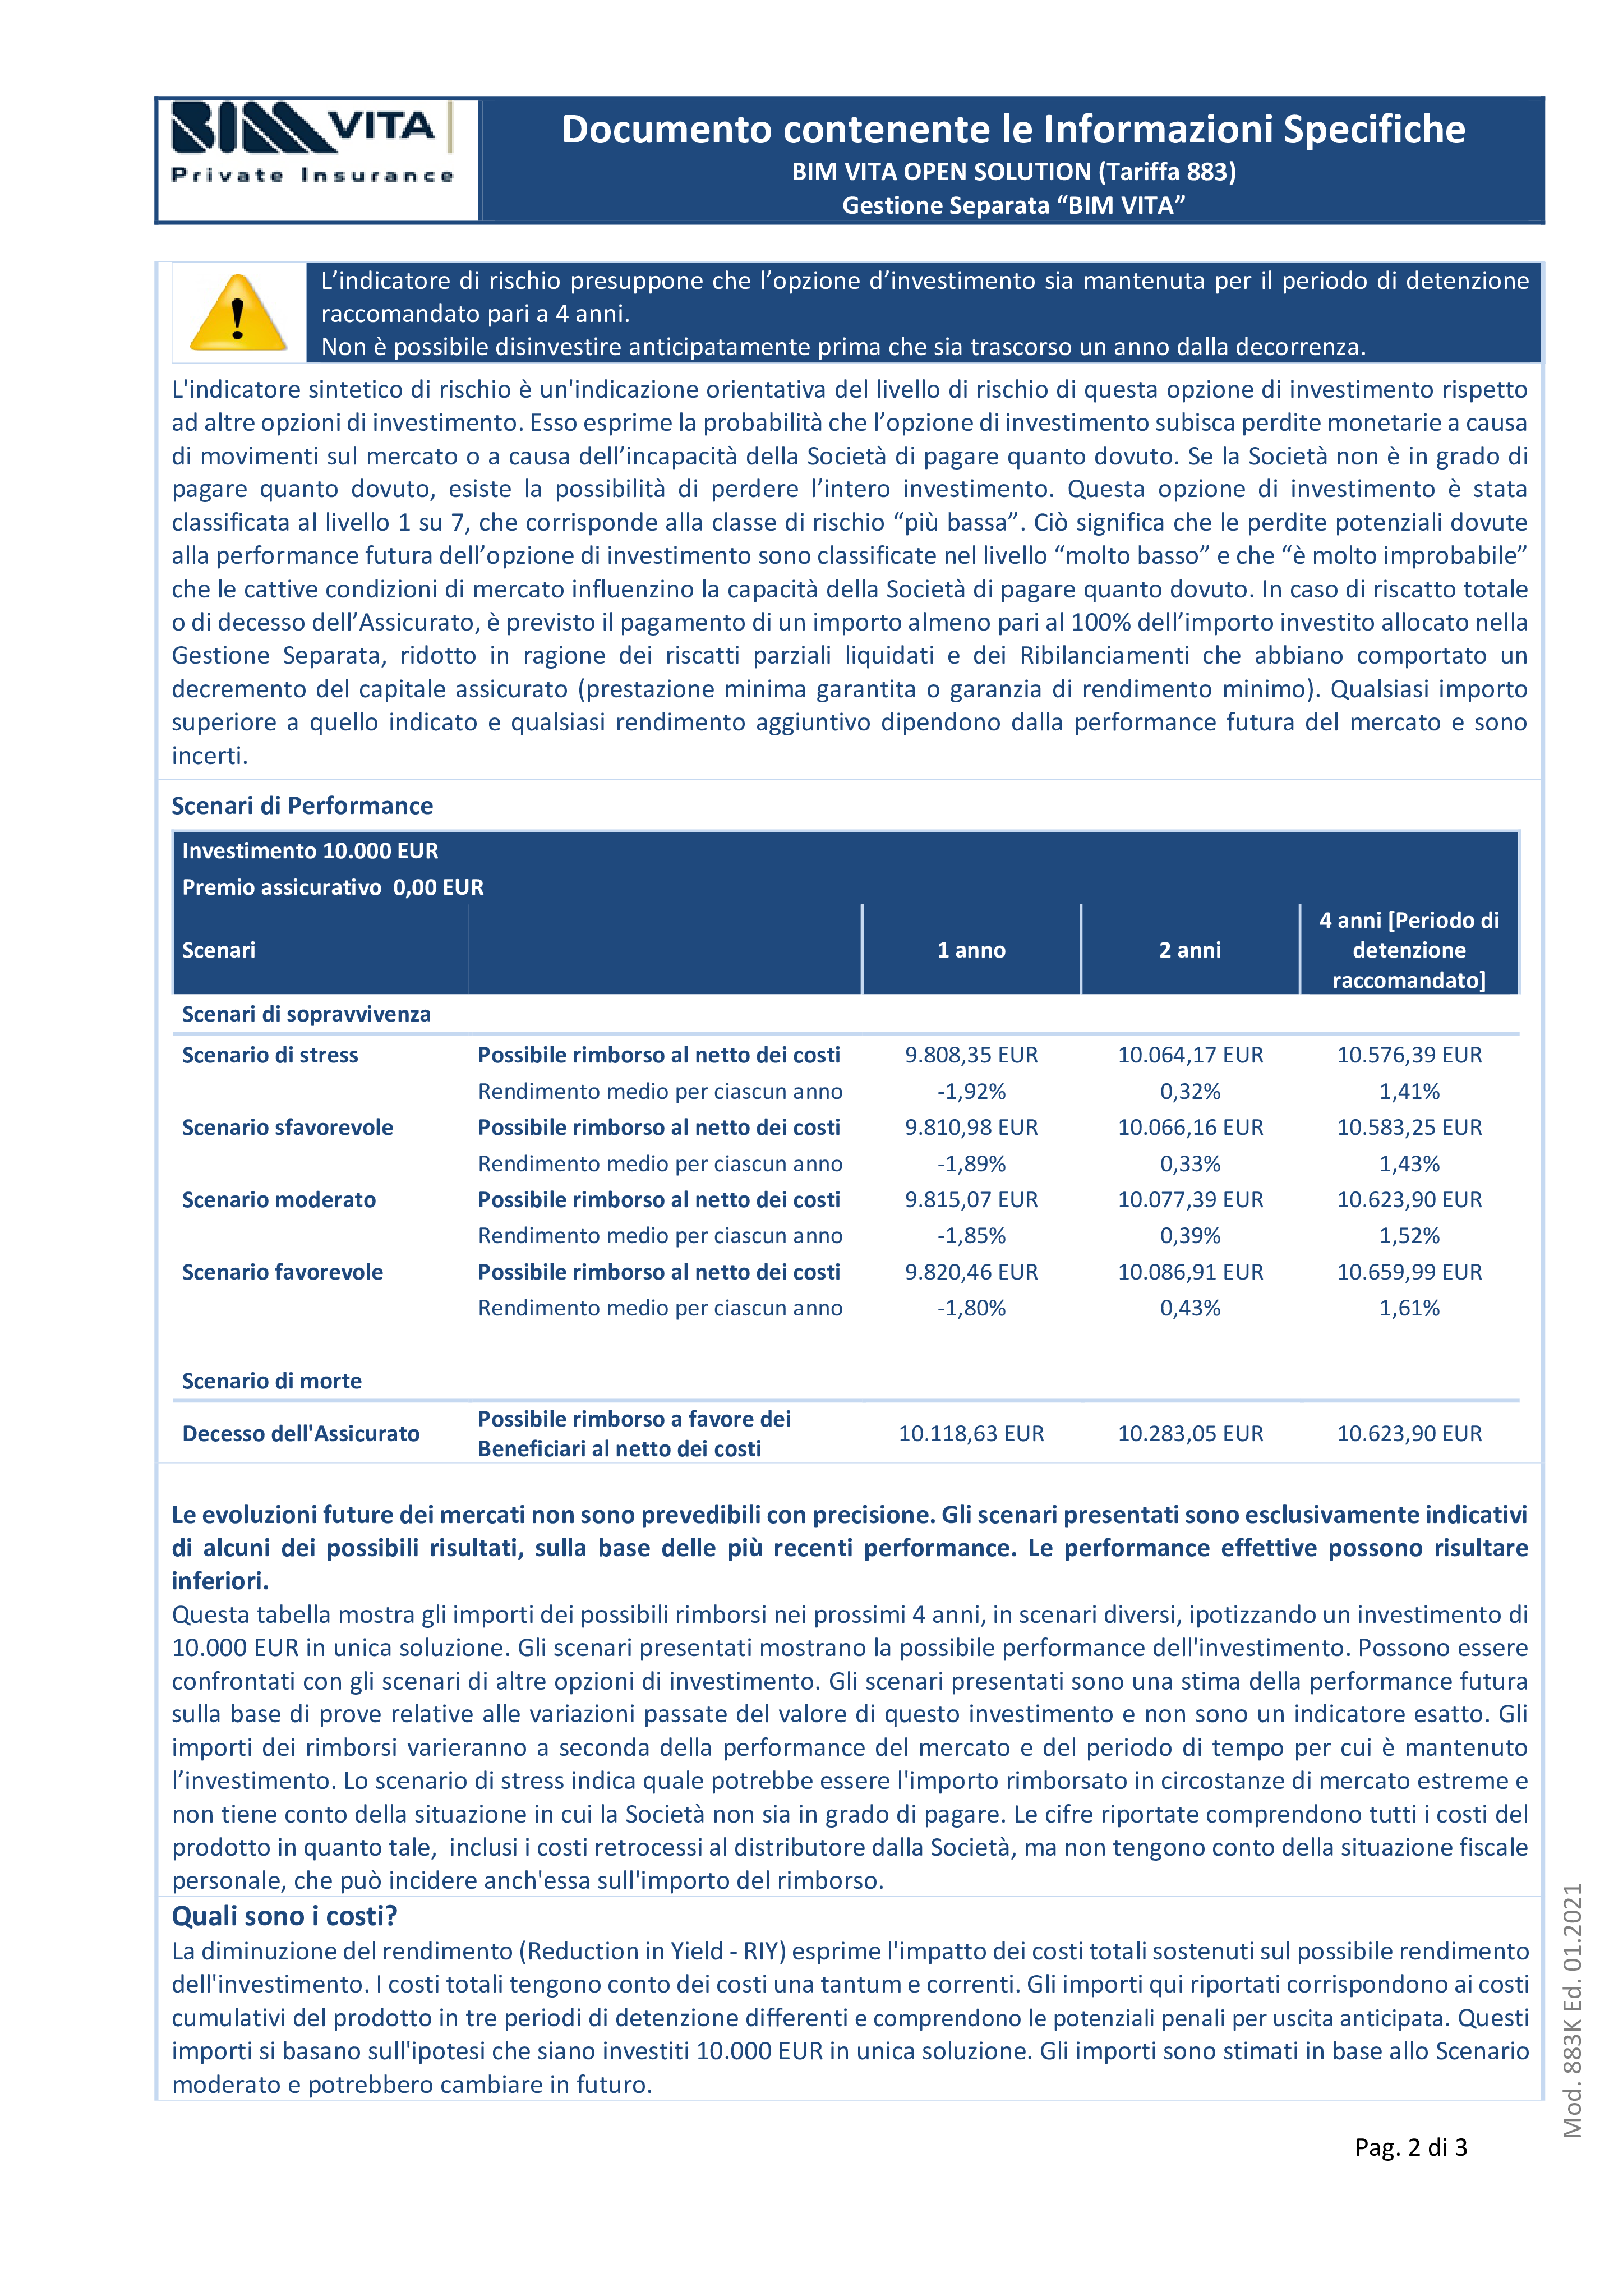 BIM VITA
Private Insurance
Documento contenente le Informazioni Specifiche
BIM VITA OPEN SOLUTION (Tariffa 883)
Gestione Separata “BIM VITA”
L’indicatore di rischio presuppone che l’opzione d’investimento sia mantenuta per il periodo di detenzione
raccomandato pari a 4 anni.
Non è possibile disinvestire anticipatamente prima che sia trascorso un anno dalla decorrenza.
L'indicatore sintetico di rischio è un'indicazione orientativa del livello di rischio di questa opzione di investimento rispetto
ad altre opzioni di investimento. Esso esprime la probabilità che l’opzione di investimento subisca perdite monetarie a causa
di movimenti sul mercato o a causa dell’incapacità della Società di pagare quanto dovuto. Se la Società non è in grado di
pagare quanto dovuto, esiste la possibilità di perdere l’intero investimento. Questa opzione di investimento è stata
classificata al livello 1 su 7, che corrisponde alla classe di rischio “più bassa”. Ciò significa che le perdite potenziali dovute
alla performance futura dell’opzione di investimento sono classificate nel livello “molto basso” e che “è molto improbabile”
che le cattive condizioni di mercato influenzino la capacità della Società di pagare quanto dovuto. In caso di riscatto totale
o di decesso dell’Assicurato, è previsto il pagamento di un importo almeno pari al 100% dell’importo investito allocato nella
Gestione Separata, ridotto in ragione dei riscatti parziali liquidati e dei Ribilanciamenti che abbiano comportato un
decremento del capitale assicurato (prestazione minima garantita o garanzia di rendimento minimo). Qualsiasi importo
superiore a quello indicato e qualsiasi rendimento aggiuntivo dipendono dalla performance futura del mercato e sono
incerti.
Scenari di Performance
Investimento 10.000 EUR
Premio assicurativo 0,00 EUR
Scenari 1 anno 2 anni 4 anni [Periodo di
detenzione
raccomandato]
Scenari di sopravvivenza
Scenario di stress Possibile rimborso al netto dei costi 9.808,35 EUR 10.064,17 EUR 10.576,39 EUR
Rendimento medio per ciascun anno -1,92% 0,32% 1,41%
Scenario sfavorevole Possibile rimborso al netto dei costi 9.810,98 EUR 10.066,16 EUR 10.583,25 EUR
Rendimento medio per ciascun anno -1,89% 0,33% 1,43%
Scenario moderato Possibile rimborso al netto dei costi 9.815,07 EUR 10.077,39 EUR 10.623,90 EUR
Rendimento medio per ciascun anno -1,85% 0,39% 1,52%
Scenario favorevole Possibile rimborso al netto dei costi 9.820,46 EUR 10.086,91 EUR 10.659,99 EUR
Rendimento medio per ciascun anno -1,80% 0,43% 1,61%
Scenario di morte
Decesso dell'Assicurato Possibile rimborso a favore dei
Beneficiari al netto dei costi 10.118,63 EUR 10.283,05 EUR 10.623,90 EUR
Le evoluzioni future dei mercati non sono prevedibili con precisione. Gli scenari presentati sono esclusivamente indicativi
di alcuni dei possibili risultati, sulla base delle più recenti performance. Le performance effettive possono risultare
inferiori.
Questa tabella mostra gli importi dei possibili rimborsi nei prossimi 4 anni, in scenari diversi, ipotizzando un investimento di
10.000 EUR in unica soluzione. Gli scenari presentati mostrano la possibile performance dell'investimento. Possono essere
confrontati con gli scenari di altre opzioni di investimento. Gli scenari presentati sono una stima della performance futura
sulla base di prove relative alle variazioni passate del valore di questo investimento e non sono un indicatore esatto. Gli
importi dei rimborsi varieranno a seconda della performance del mercato e del periodo di tempo per cui è mantenuto
l’investimento. Lo scenario di stress indica quale potrebbe essere l'importo rimborsato in circostanze di mercato estreme e
non tiene conto della situazione in cui la Società non sia in grado di pagare. Le cifre riportate comprendono tutti i costi del
prodotto in quanto tale, inclusi i costi retrocessi al distributore dalla Società, ma non tengono conto della situazione fiscale
personale, che può incidere anch'essa sull'importo del rimborso.
Quali sono i costi?
La diminuzione del rendimento (Reduction in Yield - RIY) esprime l'impatto dei costi totali sostenuti sul possibile rendimento
dell'investimento. I costi totali tengono conto dei costi una tantum e correnti. Gli importi qui riportati corrispondono ai costi
cumulativi del prodotto in tre periodi di detenzione differenti e comprendono le potenziali penali per uscita anticipata. Questi
importi si basano sull'ipotesi che siano investiti 10.000 EUR in unica soluzione. Gli importi sono stimati in base allo Scenario
moderato e potrebbero cambiare in futuro.
Mod. 883K Ed. 01.2021
Pag. 2 di 3